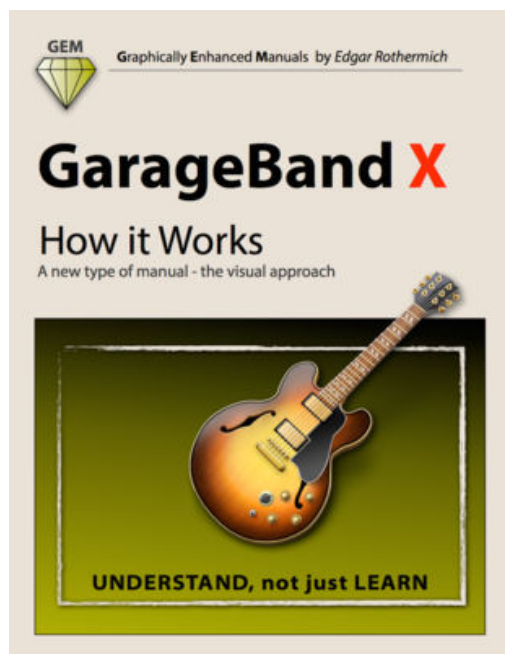 GEM
Graphically Enhanced Manuals by Edgar Rothermich
GarageBand X
How it Works
A new type of manual - the visual approach
UNDERSTAND, not just LEARN